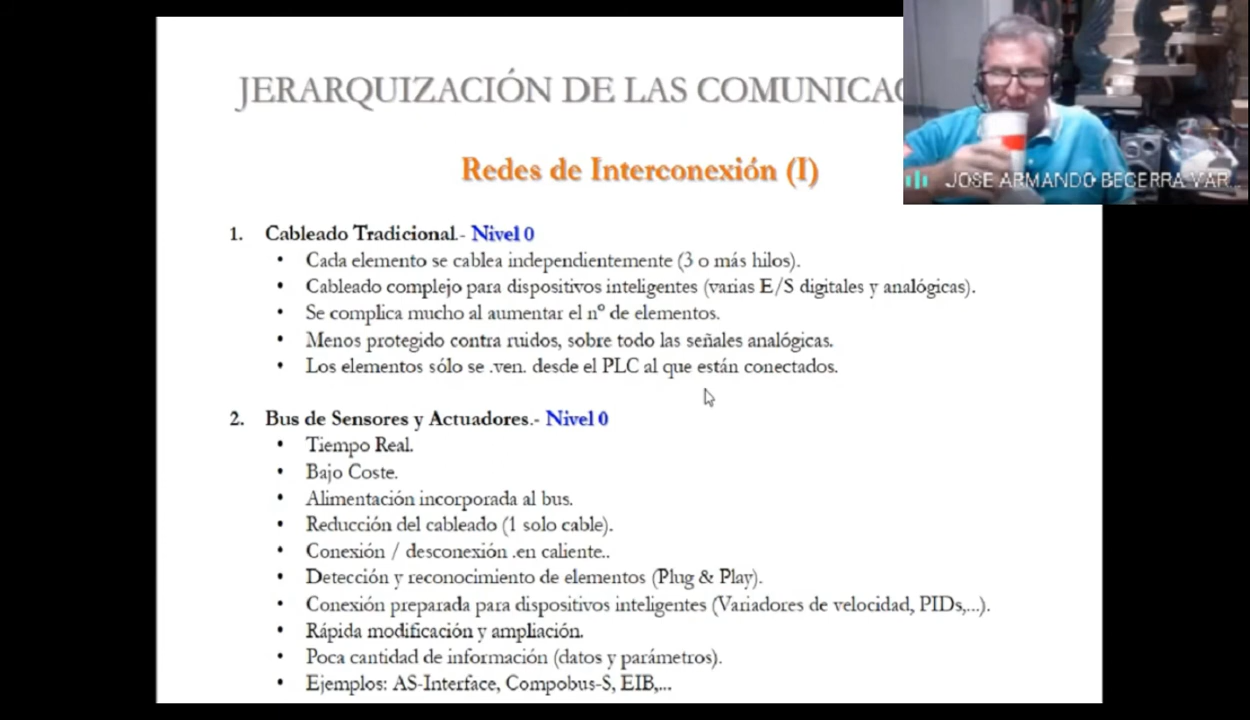 JERARQUIZACIÓN DE LAS COMUNICAC
JOSE ARMANDO BECERRA VAR...
Redes de Interconexión (I)
1. Cableado Tradicional.- Nivel 0
• Cada elemento se cablea independientemente (3 o más hilos).
• Cableado complejo para dispositivos inteligentes (varias E/S digitales y analógicas).
• Se complica mucho al aumentar el nº de elementos.
• Menos protegido contra ruidos, sobre todo las señales analógicas.
• Los elementos sólo se .ven. desde el PLC al que están conectados.
2. Bus de Sensores y Actuadores.- Nivel 0
• Tiempo Real.
• Bajo Coste.
• Alimentación incorporada al bus.
• Reducción del cableado (1 solo cable).
• Conexión / desconexión .en caliente..
• Detección y reconocimiento de elementos (Plug & Play).
• Conexión preparada para dispositivos inteligentes (Variadores de velocidad, PIDs,...).
• Rápida modificación y ampliación.
• Poca cantidad de información (datos y parámetros).
• Ejemplos: AS-Interface, Compobus-S, EIB,...